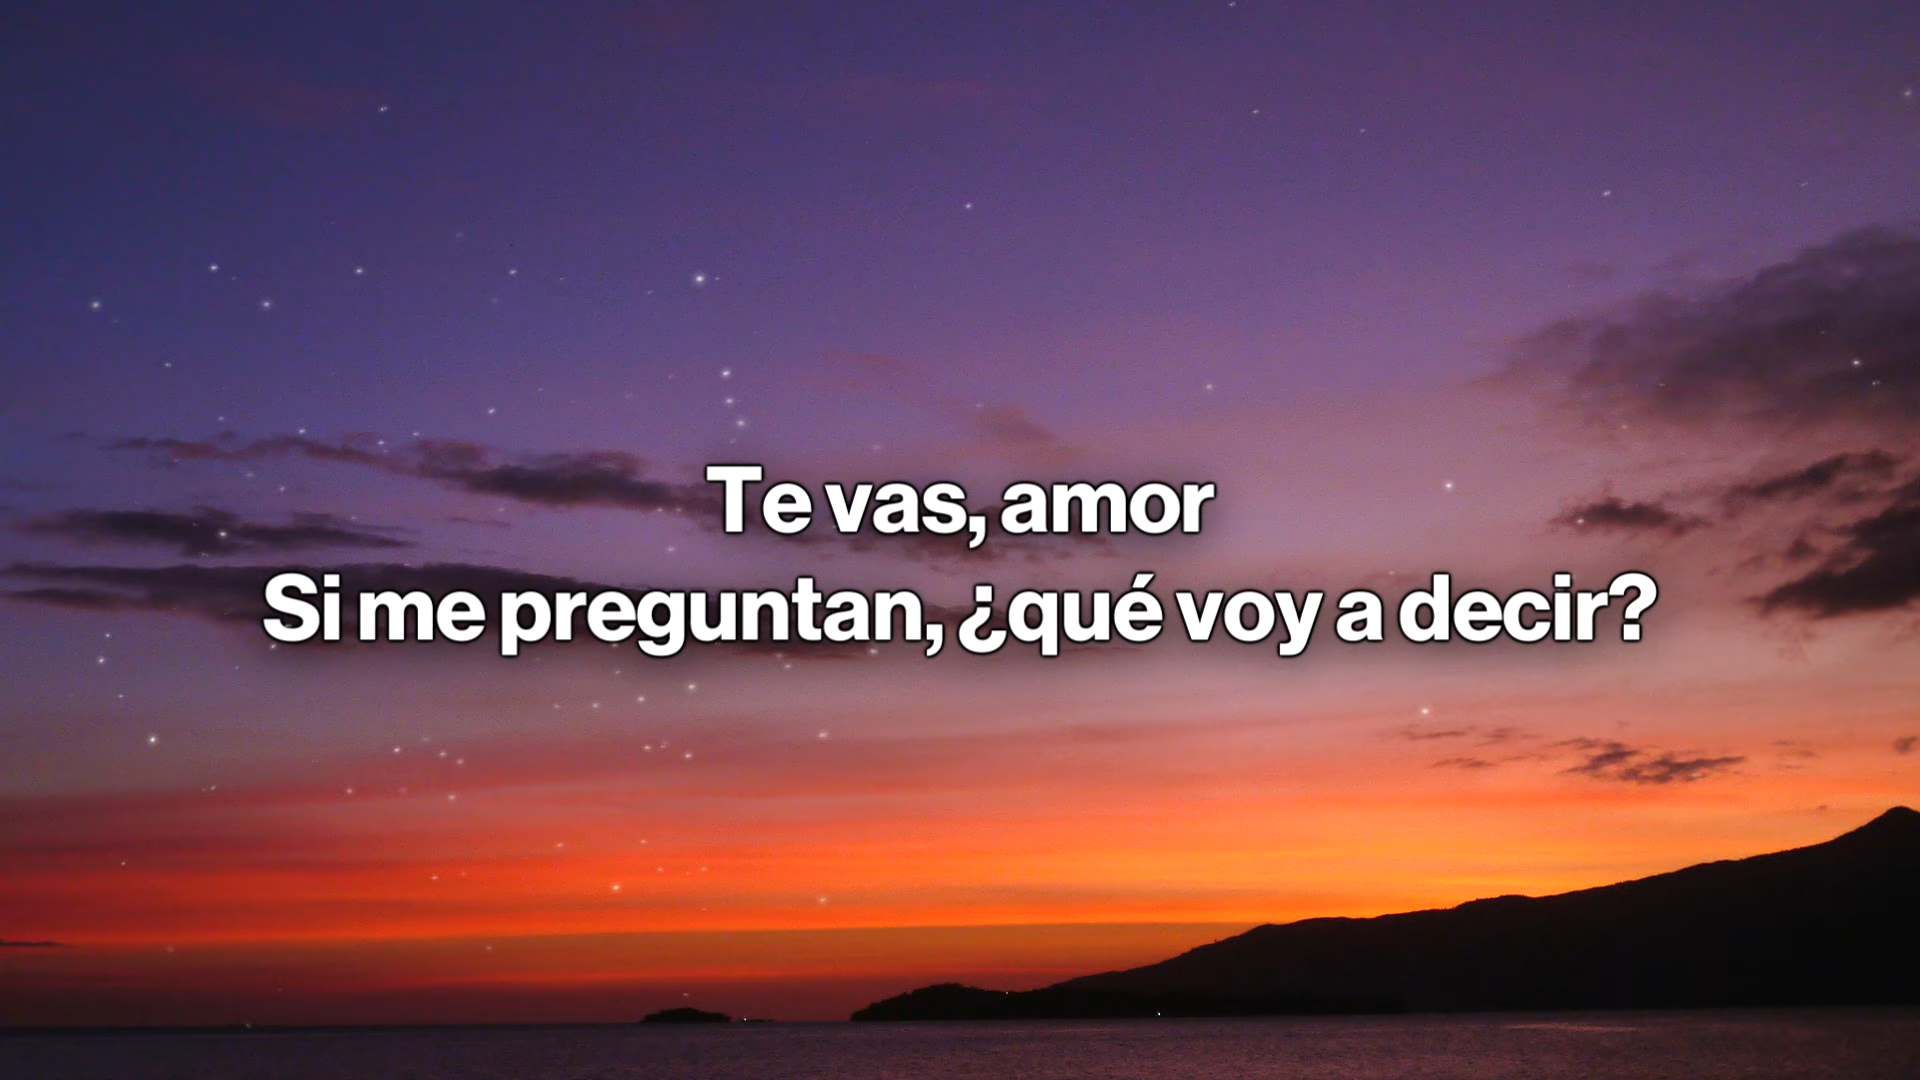 Te vas, amor
Si me preguntan, ¿qué voy a decir?